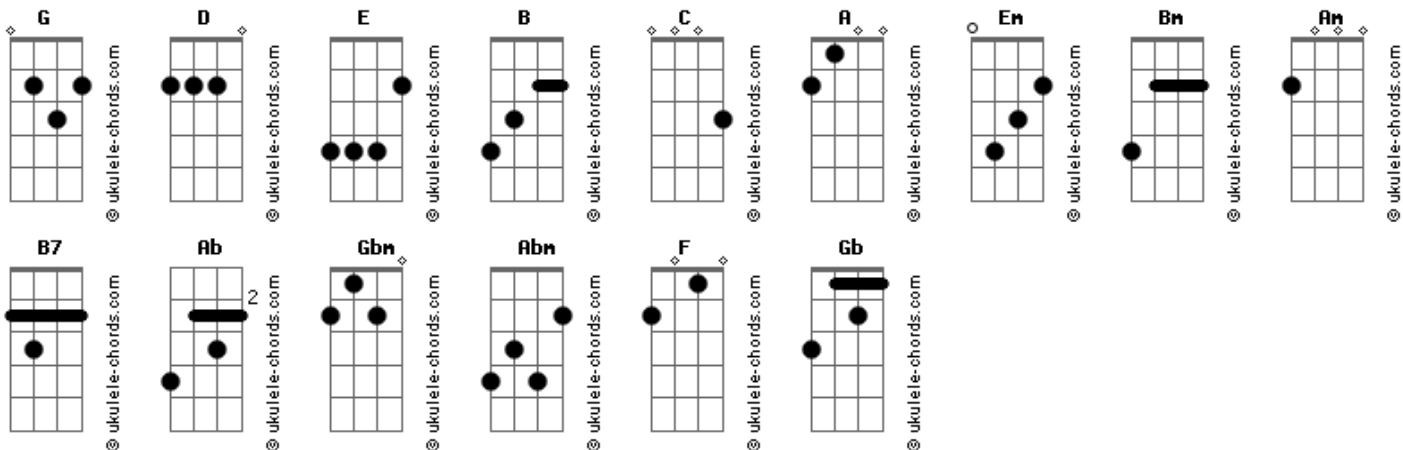 G D E B C A Em Bm Am
© ukulele-chords.com © ukulele-chords.com © ukulele-chords.com © ukulele-chords.com © ukulele-chords.com © ukulele-chords.com © ukulele-chords.com © ukulele-chords.com © ukulele-chords.com
B7 Ab Gbm Abm F Gb
2
© ukulele-chords.com © ukulele-chords.com © ukulele-chords.com © ukulele-chords.com © ukulele-chords.com © ukulele-chords.com